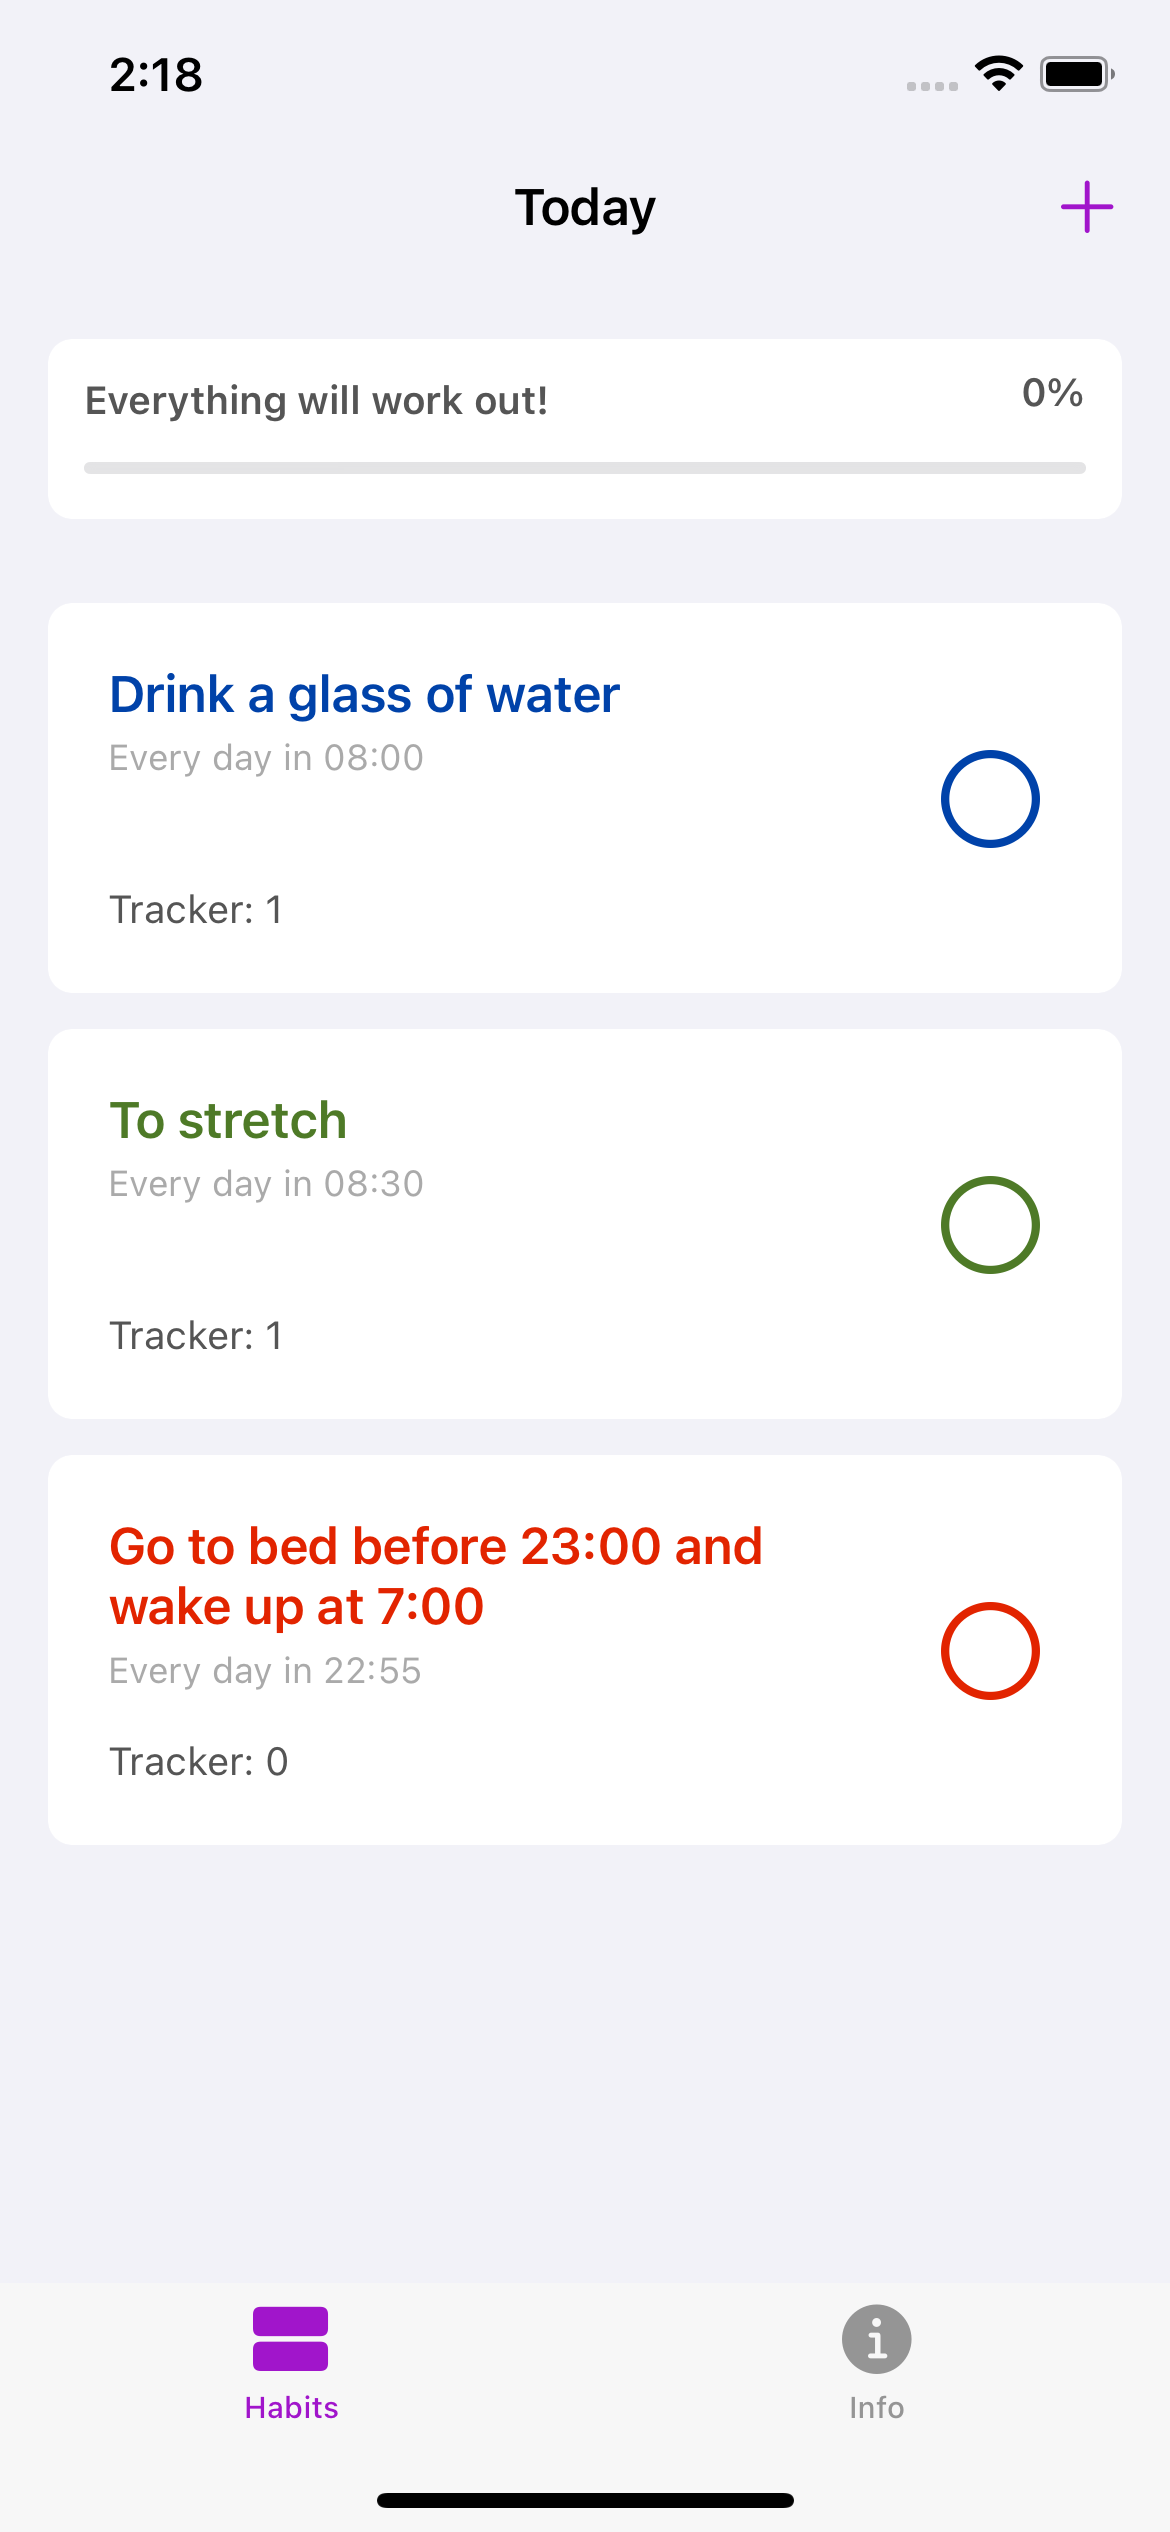 2:18
Today
Everything will work out!
0%
Drink a glass of water
Every day in 08:00
Tracker: 1
To stretch
Every day in 08:30
Tracker: 1
Go to bed before 23:00 and
wake up at 7:00
Every day in 22:55
Tracker: 0
Habits
Info